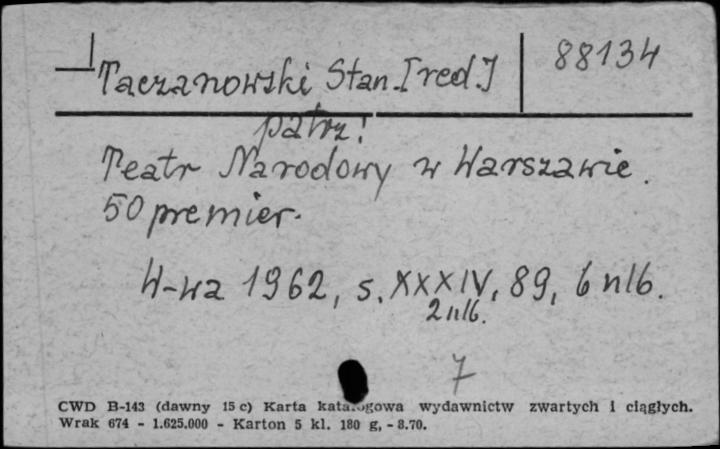 Taczanowski Stan. [red.] 88134
patrz:
Teatr Narodowy w Warszawie.
50 premier.
W-wa 1962, s. XXXIV, 89, 6 nlb.
2 nlb.
7
CWD B-143 (dawny 15 c) Karta katalogowa wydawnictw zwartych i ciągłych.
Wrak 674 - 1.625.000 - Karton 5 kl. 180 g, - 8.70.